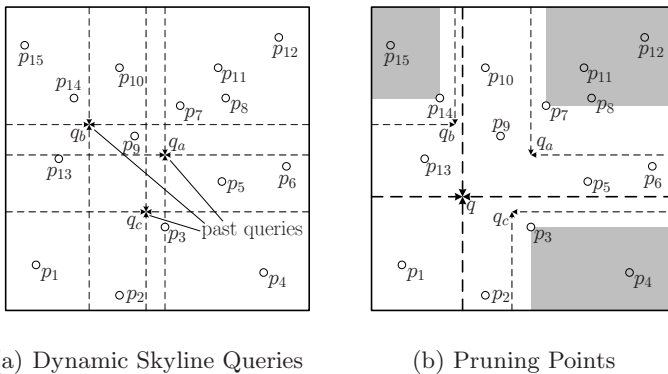 p15
p14
p10
p12
p11
p7
p8
qb
p9
qa
p13
p5
p6
qc
p3
past queries
p1
p2
p4
p15
p14
p10
p12
p11
p7
p8
qb
p9
qa
p13
p5
p6
q
qc
p3
p1
p2
p4
a) Dynamic Skyline Queries
(b) Pruning Points